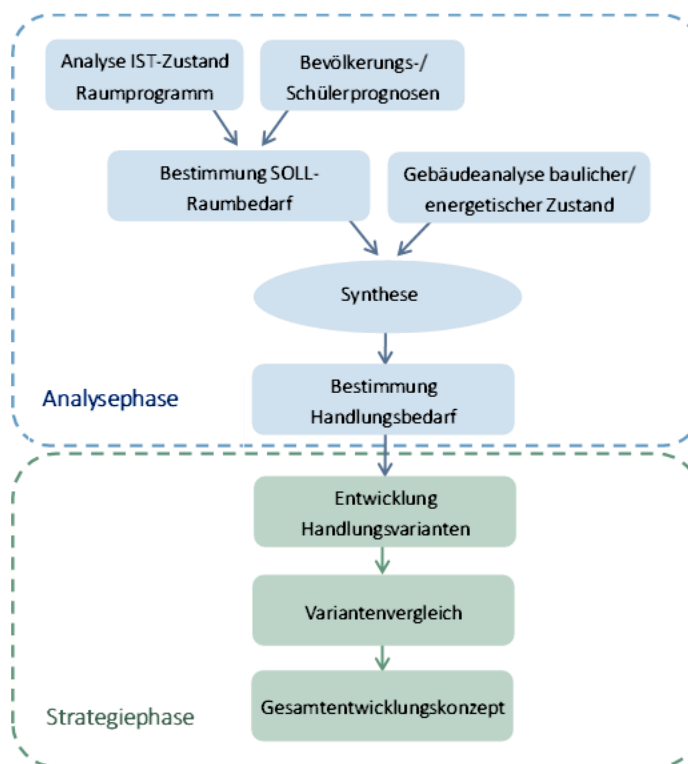 Analyse IST-Zustand
Raumprogramm
Bevölkerungs-/
Schülerprognosen
Bestimmung SOLL-
Raumbedarf
Gebäudeanalyse baulicher/
energetischer Zustand
Synthese
Bestimmung
Handlungsbedarf
Analysephase
Entwicklung
Handlungsvarianten
Variantenvergleich
Gesamtentwicklungskonzept
Strategiephase